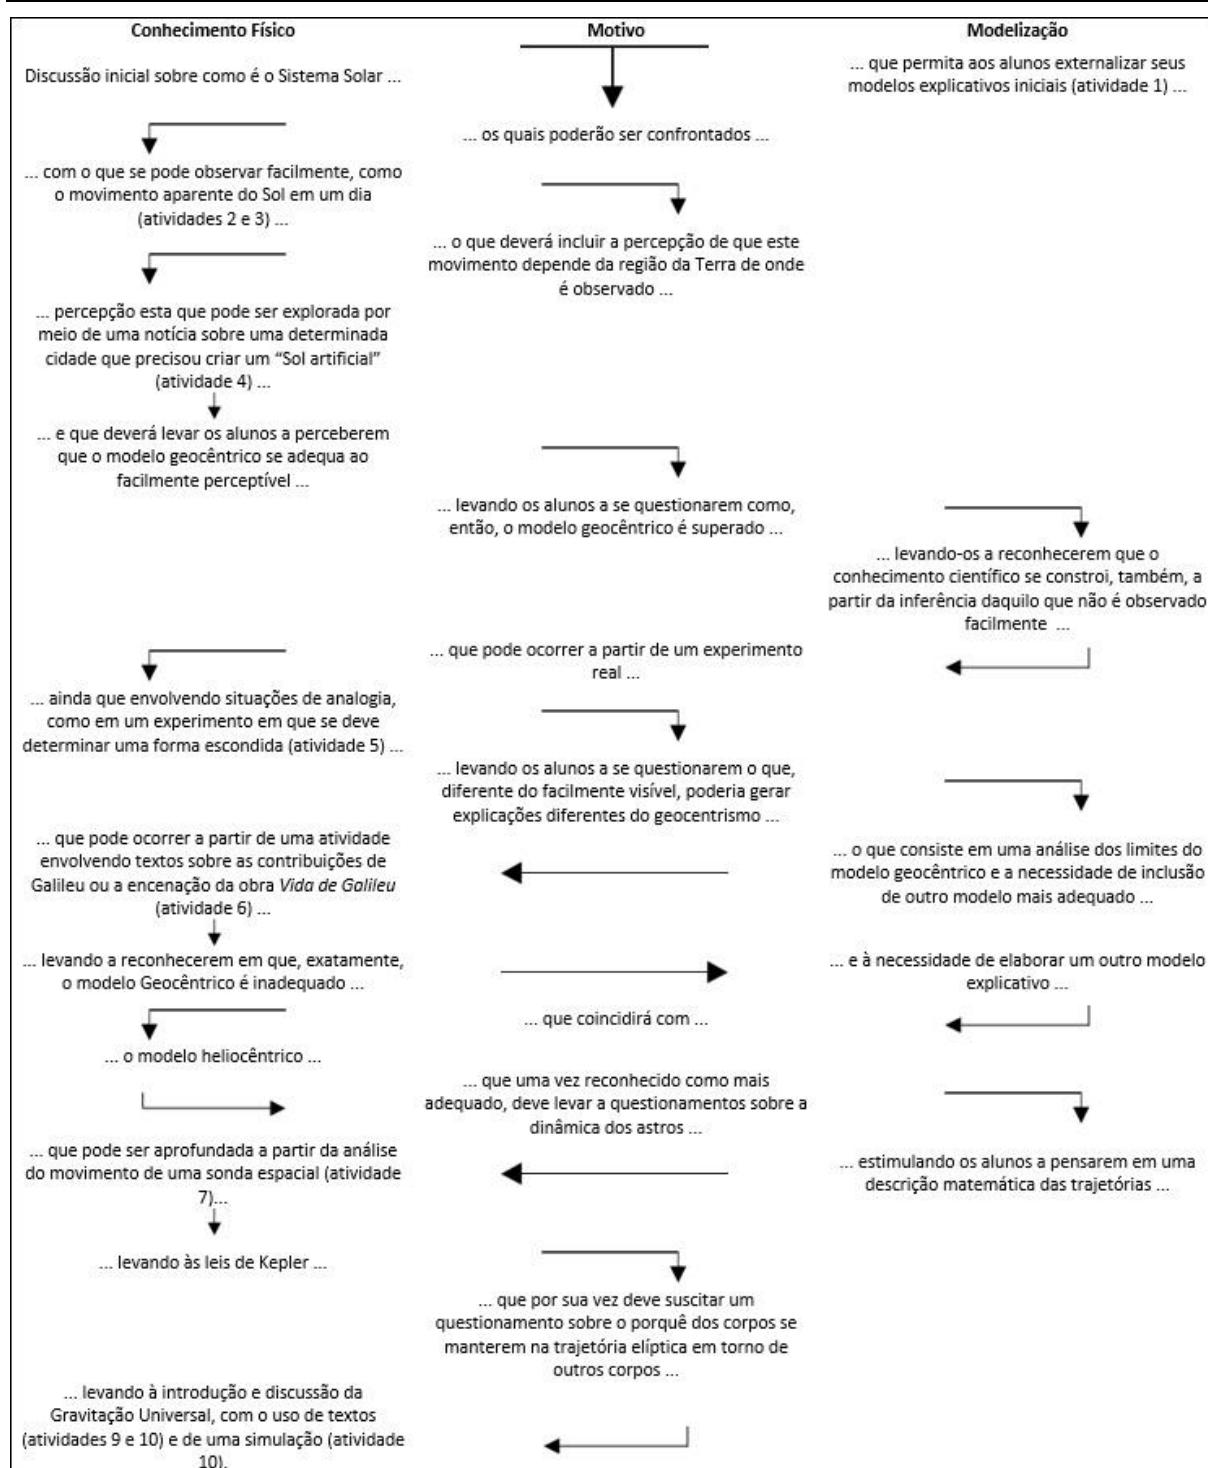 Conhecimento Físico
Motivo
Modelização
Discussão inicial sobre como é o Sistema Solar ...
... que permita aos alunos externalizar seus
modelos explicativos iniciais (atividade 1) ...
... os quais poderão ser confrontados ...
... com o que se pode observar facilmente, como
o movimento aparente do Sol em um dia
(atividades 2 e 3) ...
... o que deverá incluir a percepção de que este
movimento depende da região da Terra de onde
é observado ...
... percepção esta que pode ser explorada por
meio de uma notícia sobre uma determinada
cidade que precisou criar um “Sol artificial”
(atividade 4) ...
... e que deverá levar os alunos a perceberem
que o modelo geocêntrico se adequa ao
facilmente perceptível ...
... levando os alunos a se questionarem como,
então, o modelo geocêntrico é superado ...
... levando-os a reconhecerem que o
conhecimento científico se constroi, também, a
partir da inferência daquilo que não é observado
facilmente ...
... que pode ocorrer a partir de um experimento
real ...
... ainda que envolvendo situações de analogia,
como em um experimento em que se deve
determinar uma forma escondida (atividade 5) ...
... levando os alunos a se questionarem o que,
diferente do facilmente visível, poderia gerar
explicações diferentes do geocentrismo ...
... o que consiste em uma análise dos limites do
modelo geocêntrico e a necessidade de inclusão
de outro modelo mais adequado ...
... que pode ocorrer a partir de uma atividade
envolvendo textos sobre as contribuições de
Galileu ou a encenação da obra Vida de Galileu
(atividade 6) ...
... levando a reconhecerem em que, exatamente,
o modelo Geocêntrico é inadequado ...
... e à necessidade de elaborar um outro modelo
explicativo ...
... que coincidirá com ...
... o modelo heliocêntrico ...
... que uma vez reconhecido como mais
adequado, deve levar a questionamentos sobre a
dinâmica dos astros ...
... estimulando os alunos a pensarem em uma
descrição matemática das trajetórias ...
... que pode ser aprofundada a partir da análise
do movimento de uma sonda espacial (atividade
7)...
... levando às leis de Kepler ...
... que por sua vez deve suscitar um
questionamento sobre o porquê dos corpos se
manterem na trajetória elíptica em torno de
outros corpos ...
... levando à introdução e discussão da
Gravitação Universal, com o uso de textos
(atividades 9 e 10) e de uma simulação (atividade
10).